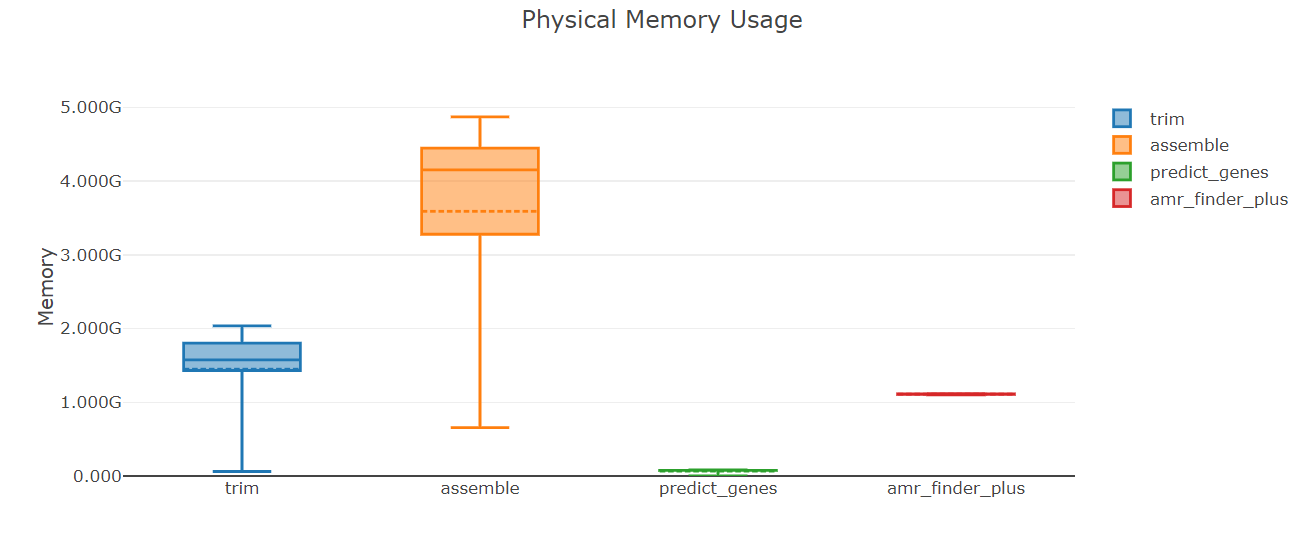 Physical Memory Usage
5.000G
4.000G
3.000G
2.000G
1.000G
0.000
Memory
trim
assemble
predict_genes
amr_finder_plus
trim
assemble
predict_genes
amr_finder_plus